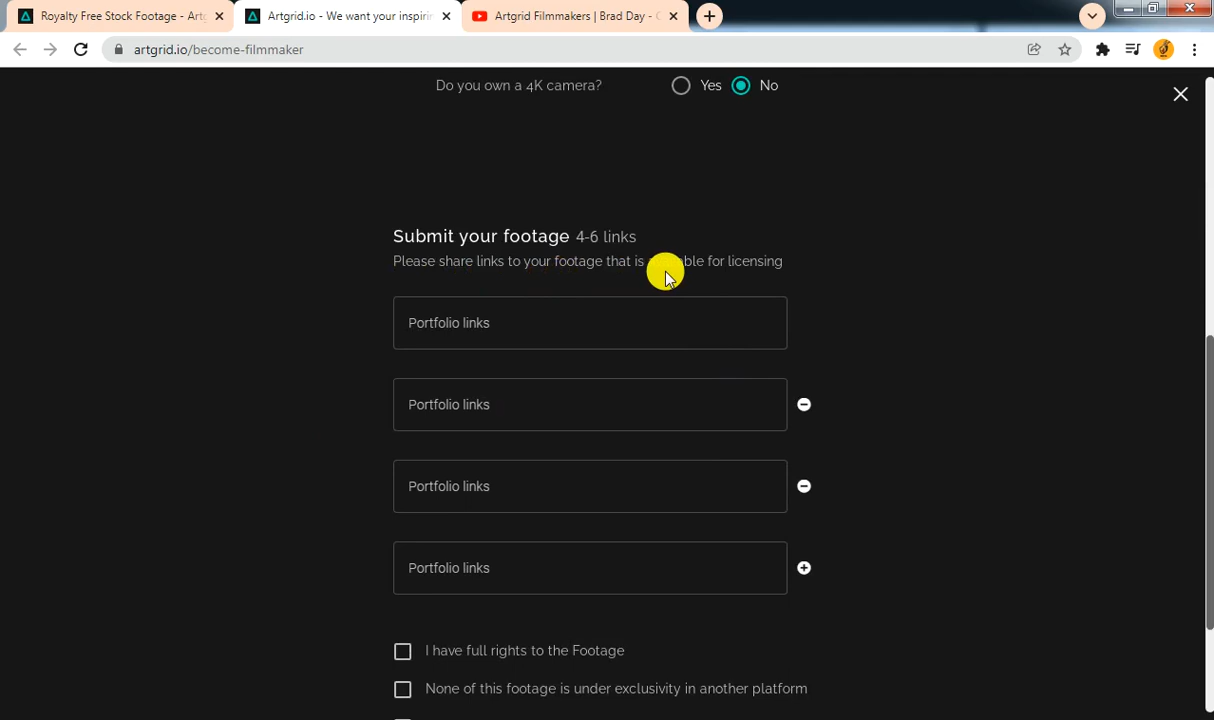 Royalty Free Stock Footage - Artg
Artgrid.io - We want your inspirin
Artgrid Filmmakers | Brad Day - C
artgrid.io/become-filmmaker
Do you own a 4K camera?
Yes
No
Submit your footage 4-6 links
Please share links to your footage that is able for licensing
Portfolio links
Portfolio links
Portfolio links
Portfolio links
I have full rights to the Footage
None of this footage is under exclusivity in another platform